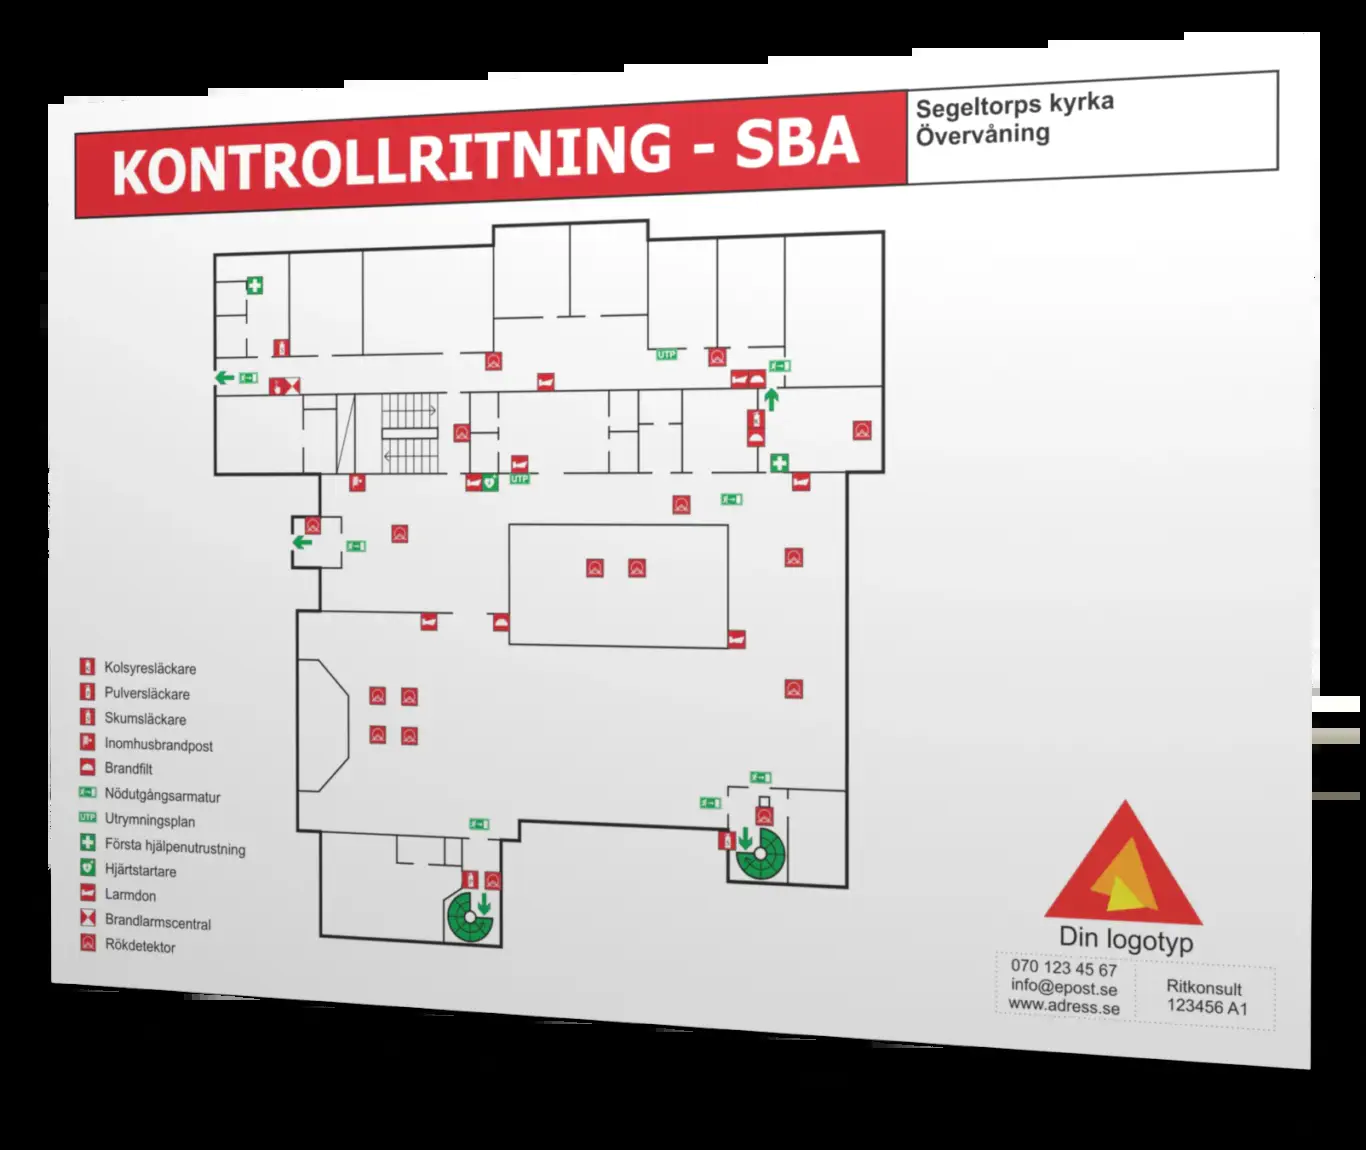 KONTROLLRITNING - SBA
Segeltorps kyrka
Övervåning
UTP
UTP
Kolsyresläckare
Pulversläckare
Skumsläckare
Inomhusbrandpost
Brandfilt
Nödutgångsarmatur
UTP Utrymningsplan
Första hjälpenutrustning
Hjärtstartare
Larmdon
Brandlarmscentral
Rökdetektor
Din logotyp
070 123 45 67
info@epost.se
www.adress.se
Ritkonsult
123456 A1